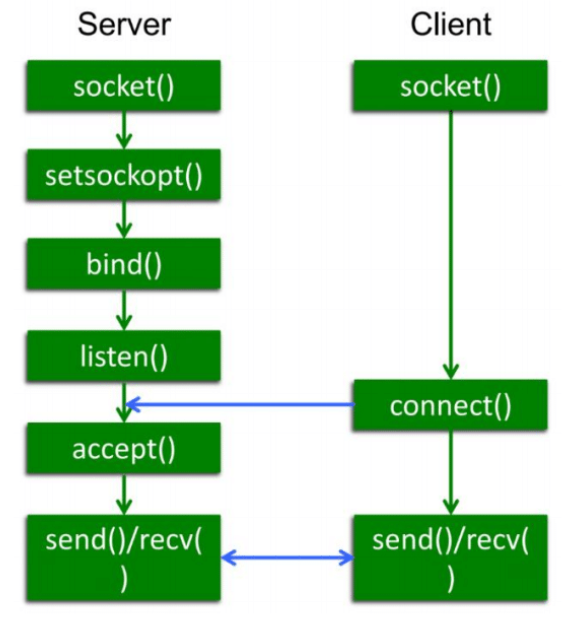 Server
socket()
setsockopt()
bind()
listen()
accept()
send()/recv(
)
Client
socket()
connect()
send()/recv(
)